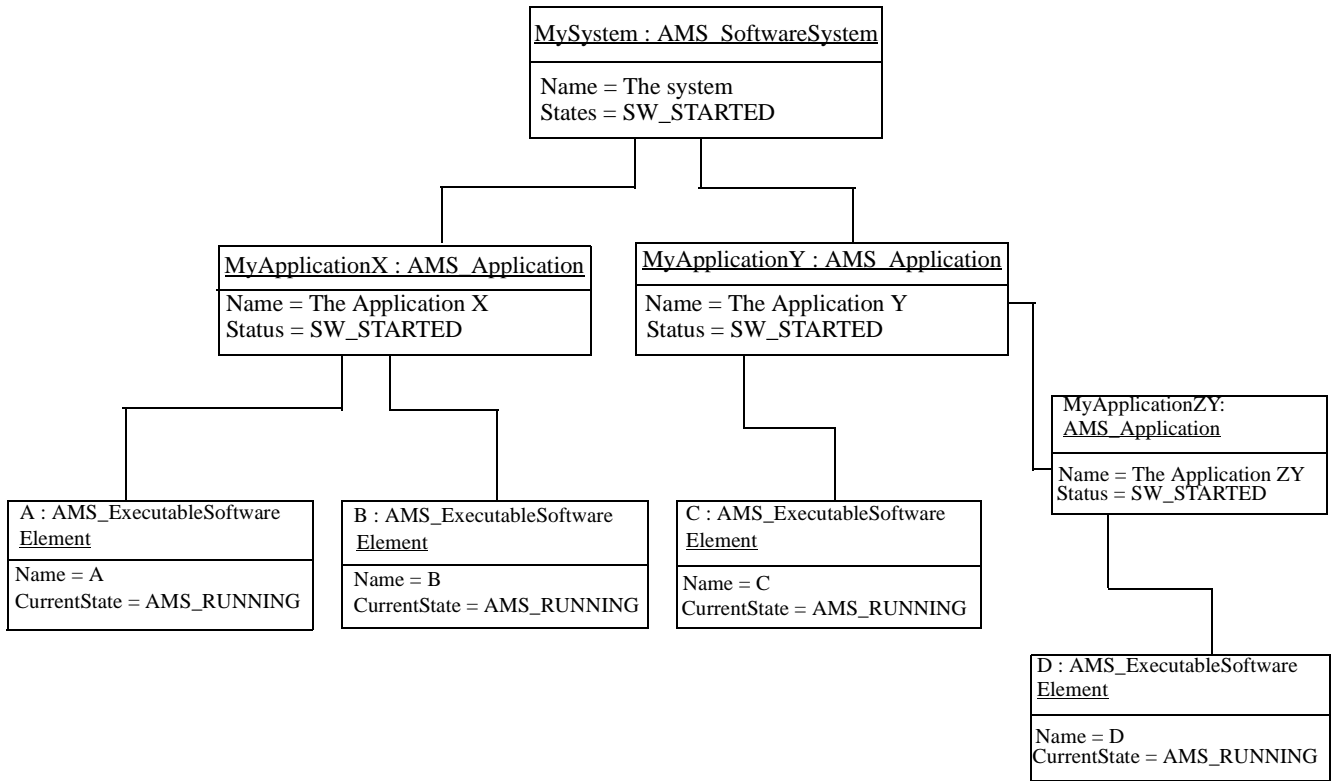 MySystem : AMS_SoftwareSystem
Name = The system
States = SW_STARTED
MyApplicationX : AMS_Application
Name = The Application X
Status = SW_STARTED
MyApplicationY : AMS_Application
Name = The Application Y
Status = SW_STARTED
MyApplicationZY:
AMS_Application
Name = The Application ZY
Status = SW_STARTED
A : AMS_ExecutableSoftware
Element
Name = A
CurrentState = AMS_RUNNING
B : AMS_ExecutableSoftware
Element
Name = B
CurrentState = AMS_RUNNING
C : AMS_ExecutableSoftware
Element
Name = C
CurrentState = AMS_RUNNING
D : AMS_ExecutableSoftware
Element
Name = D
CurrentState = AMS_RUNNING